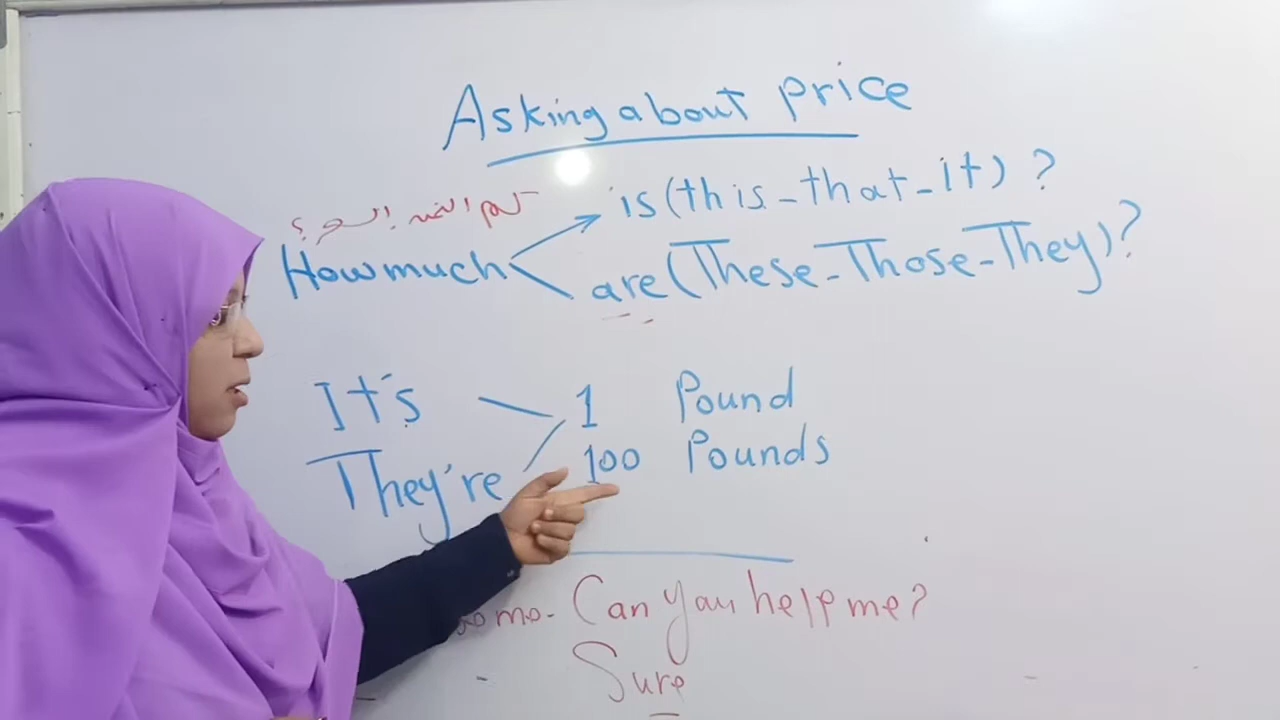 Asking about price
كم الثمن / السعر ؟
How much is (this - that - it) ?
are (These - Those - They) ?
It's 1 Pound
They're 100 Pounds
Can you help me?
Sure